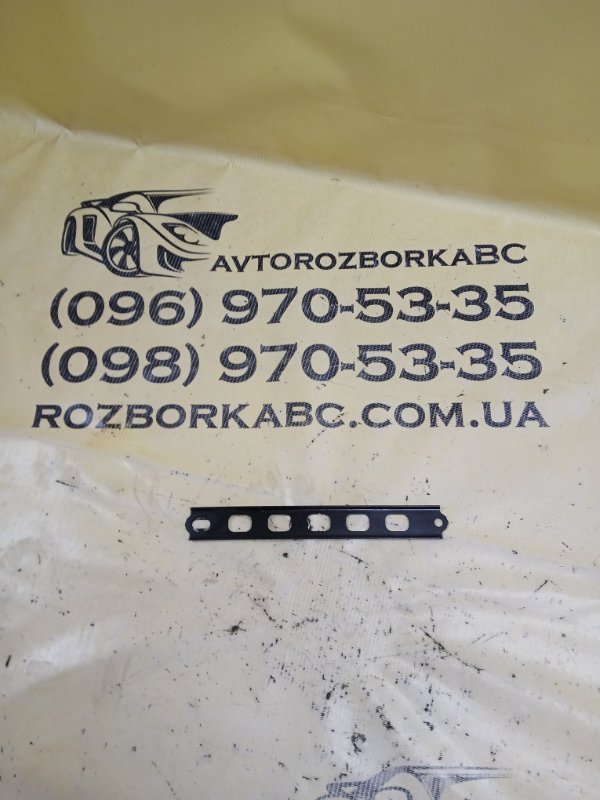 AVTOROZBORKABC
(096) 970-53-35
(098) 970-53-35
ROZBORKABC.COM.UA